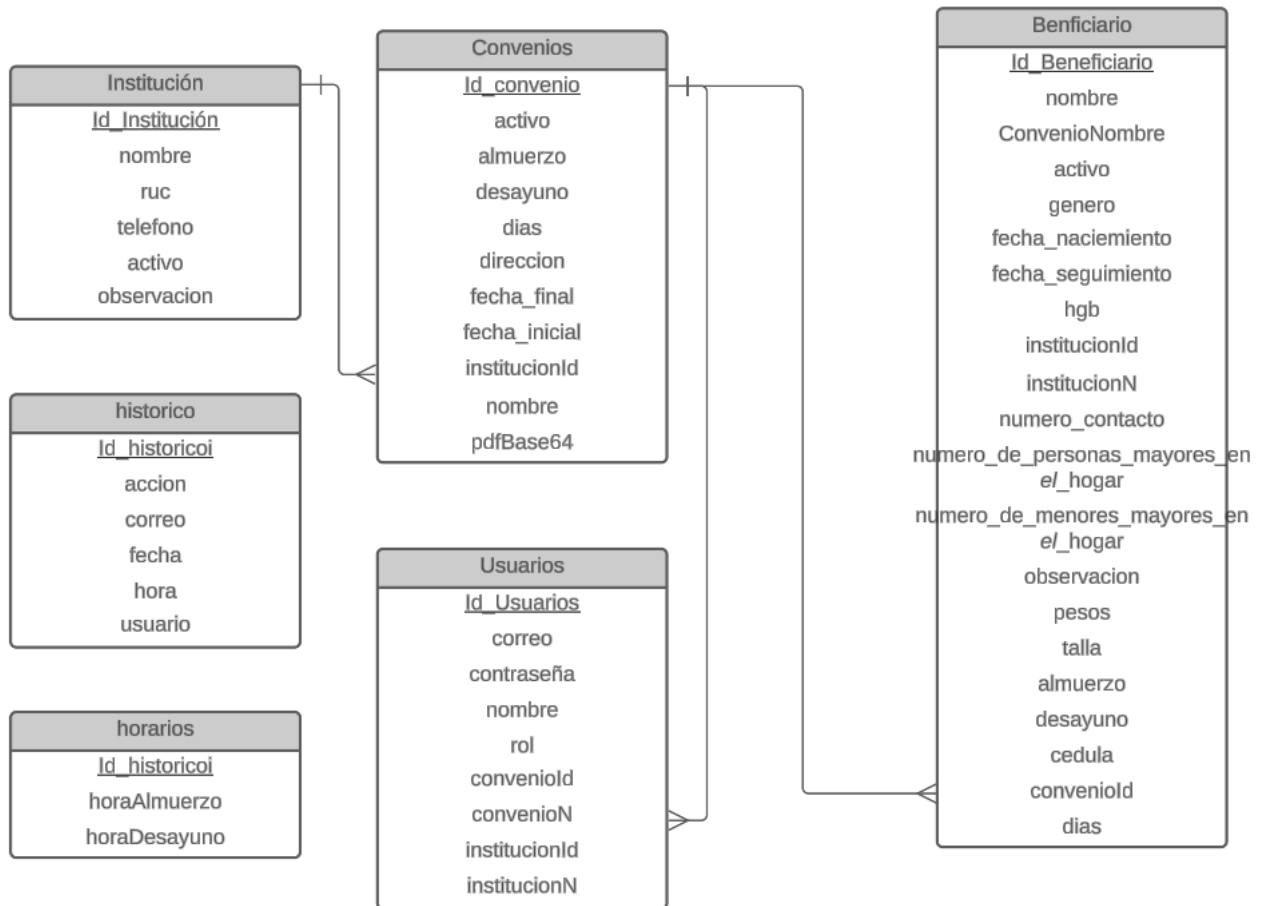 Institución
Id_Institución
nombre
ruc
telefono
activo
observacion
historico
Id_historicoi
accion
correo
fecha
hora
usuario
horarios
Id_historicoi
horaAlmuerzo
horaDesayuno
Convenios
Id_convenio
activo
almuerzo
desayuno
dias
direccion
fecha_final
fecha_inicial
institucionId
nombre
pdfBase64
Usuarios
Id_Usuarios
correo
contraseña
nombre
rol
convenioId
convenioN
institucionId
institucionN
Benficiario
Id_Beneficiario
nombre
ConvenioNombre
activo
genero
fecha_naciemiento
fecha_seguimiento
hgb
institucionId
institucionN
numero_contacto
numero_de_personas_mayores_en
el_hogar
numero_de_menores_mayores_en
el_hogar
observacion
pesos
talla
almuerzo
desayuno
cedula
convenioId
dias